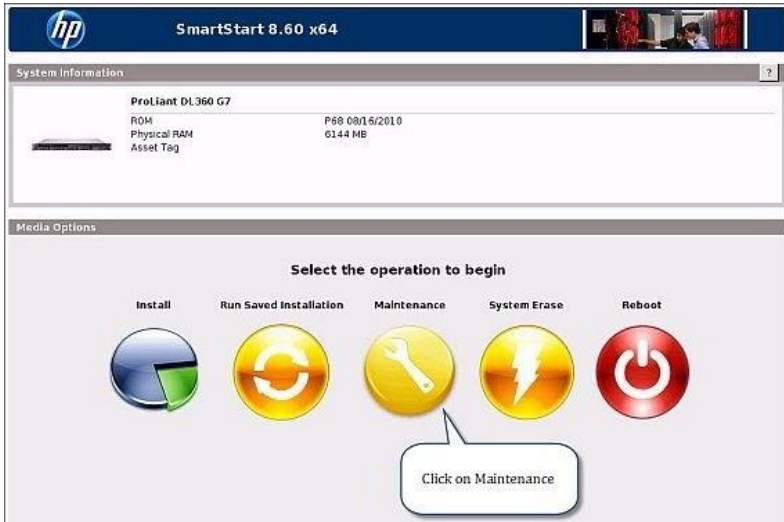 hp
SmartStart 8.60 x64
System Information
?
ProLiant DL360 G7
ROM P68 08/16/2010
Physical RAM 6144 MB
Asset Tag
Media Options
Select the operation to begin
Install Run Saved Installation Maintenance System Erase Reboot
Click on Maintenance